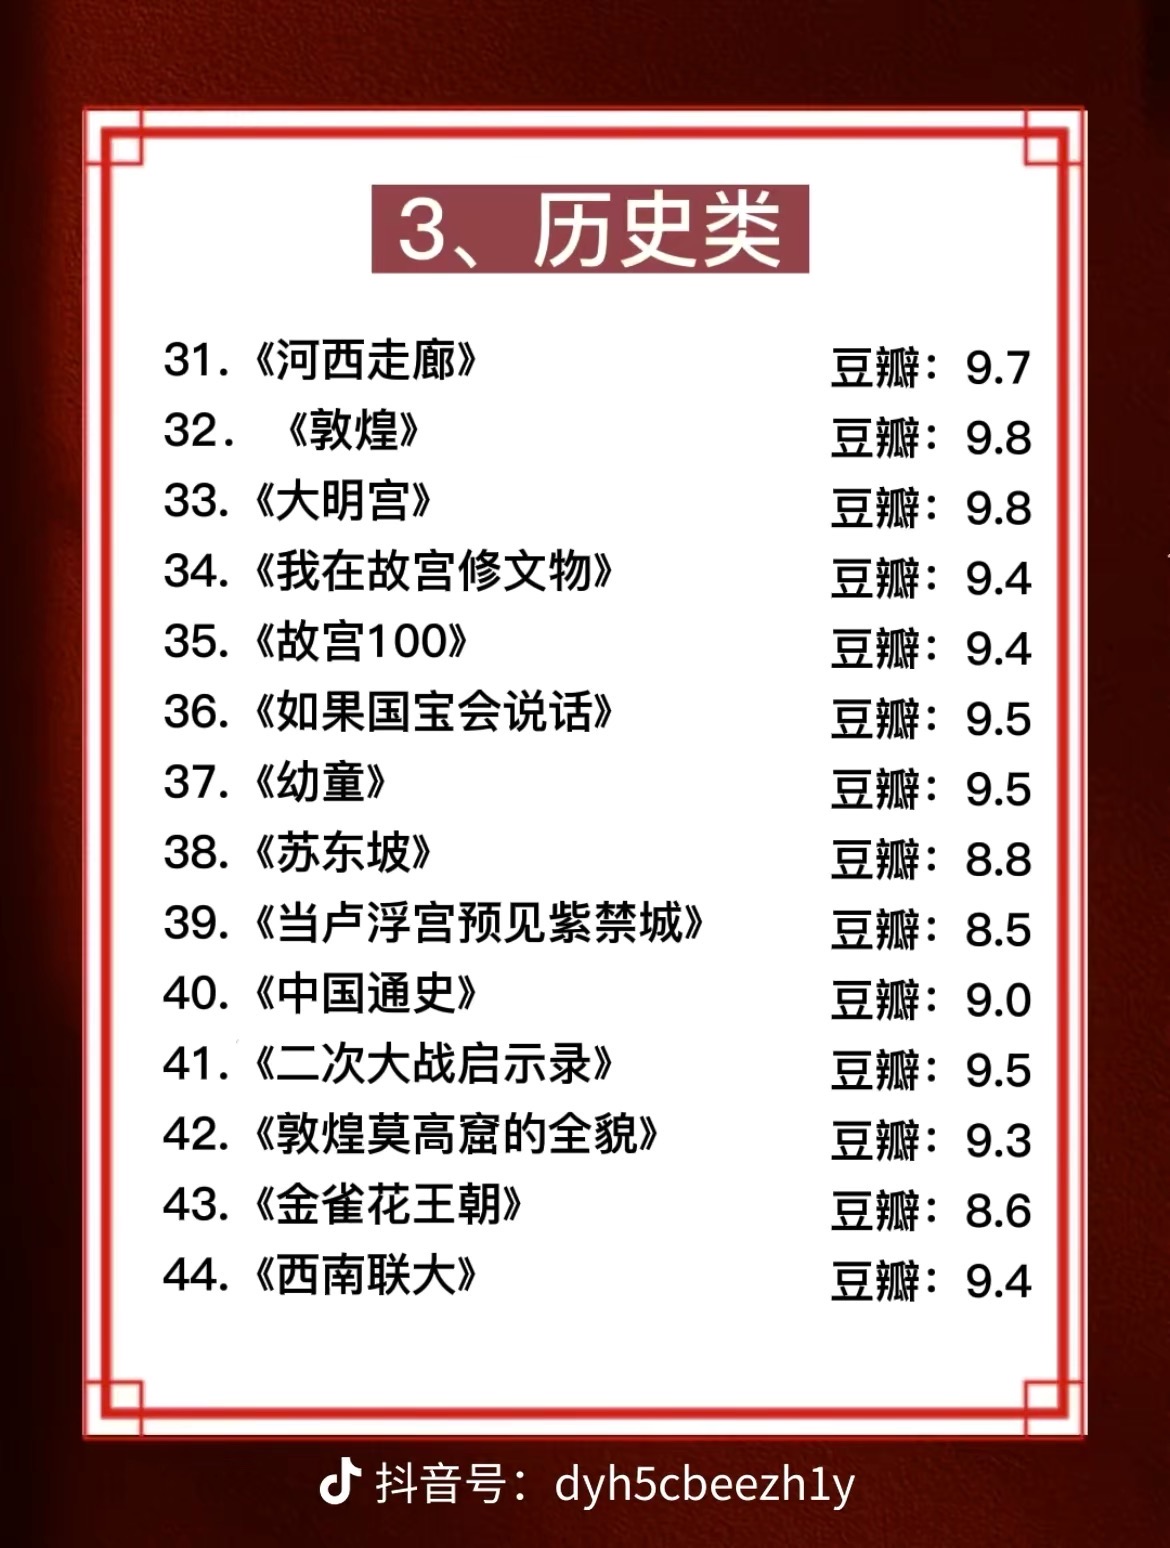 3、历史类
31.《河西走廊》 豆瓣：9.7
32. 《敦煌》 豆瓣：9.8
33.《大明宫》 豆瓣：9.8
34.《我在故宫修文物》 豆瓣：9.4
35.《故宫100》 豆瓣：9.4
36.《如果国宝会说话》 豆瓣：9.5
37.《幼童》 豆瓣：9.5
38.《苏东坡》 豆瓣：8.8
39.《当卢浮宫预见紫禁城》 豆瓣：8.5
40.《中国通史》 豆瓣：9.0
41.《二次大战启示录》 豆瓣：9.5
42.《敦煌莫高窟的全貌》 豆瓣：9.3
43.《金雀花王朝》 豆瓣：8.6
44.《西南联大》 豆瓣：9.4
抖音号：dyh5cbeezh1y